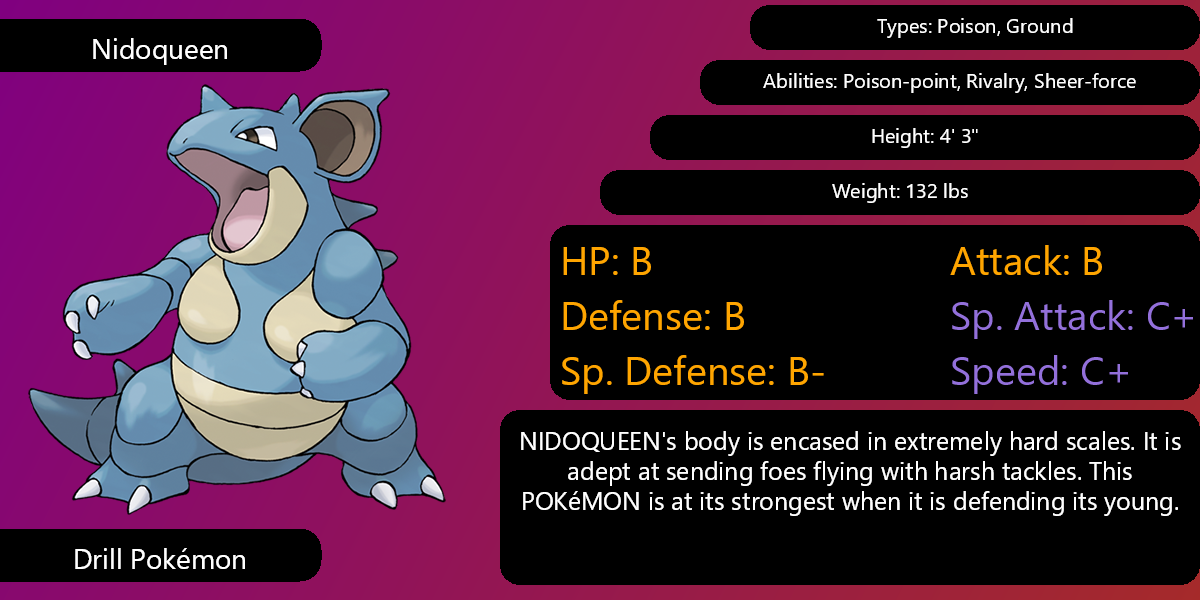 Nidoqueen
Types: Poison, Ground
Abilities: Poison-point, Rivalry, Sheer-force
Height: 4' 3"
Weight: 132 lbs
HP: B
Attack: B
Defense: B
Sp. Attack: C+
Sp. Defense: B-
Speed: C+
NIDOQUEEN's body is encased in extremely hard scales. It is
adept at sending foes flying with harsh tackles. This
POKéMON is at its strongest when it is defending its young.
Drill Pokémon